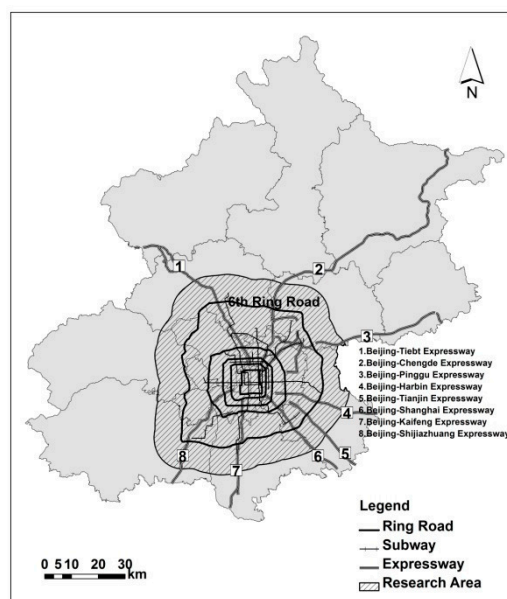 N
1
2
6th Ring Road
3
1.Beijing-Tiebt Expressway
2.Beijing-Chengde Expressway
3.Beijing-Pinggu Expressway
4.Beijing-Harbin Expressway
5.Beijing-Tianjin Expressway
6.Beijing-Shanghai Expressway
7.Beijing-Kaifeng Expressway
8.Beijing-Shijiazhuang Expressway
4
5
6
7
8
Legend
Ring Road
Subway
Expressway
Research Area
0 5 10 20 30
km